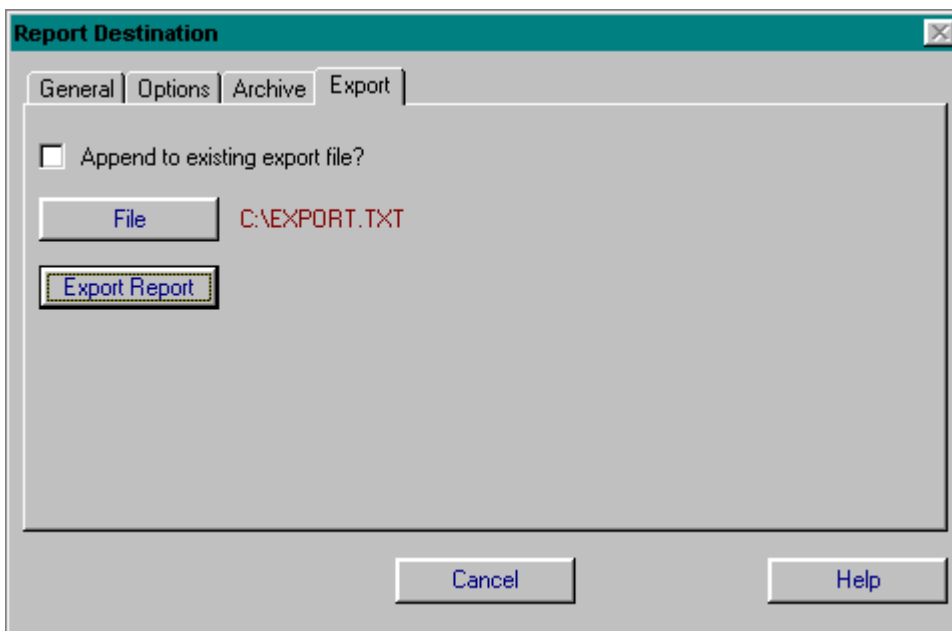 Report Destination
General Options Archive Export
Append to existing export file?
File C:\EXPORT.TXT
Export Report
Cancel Help